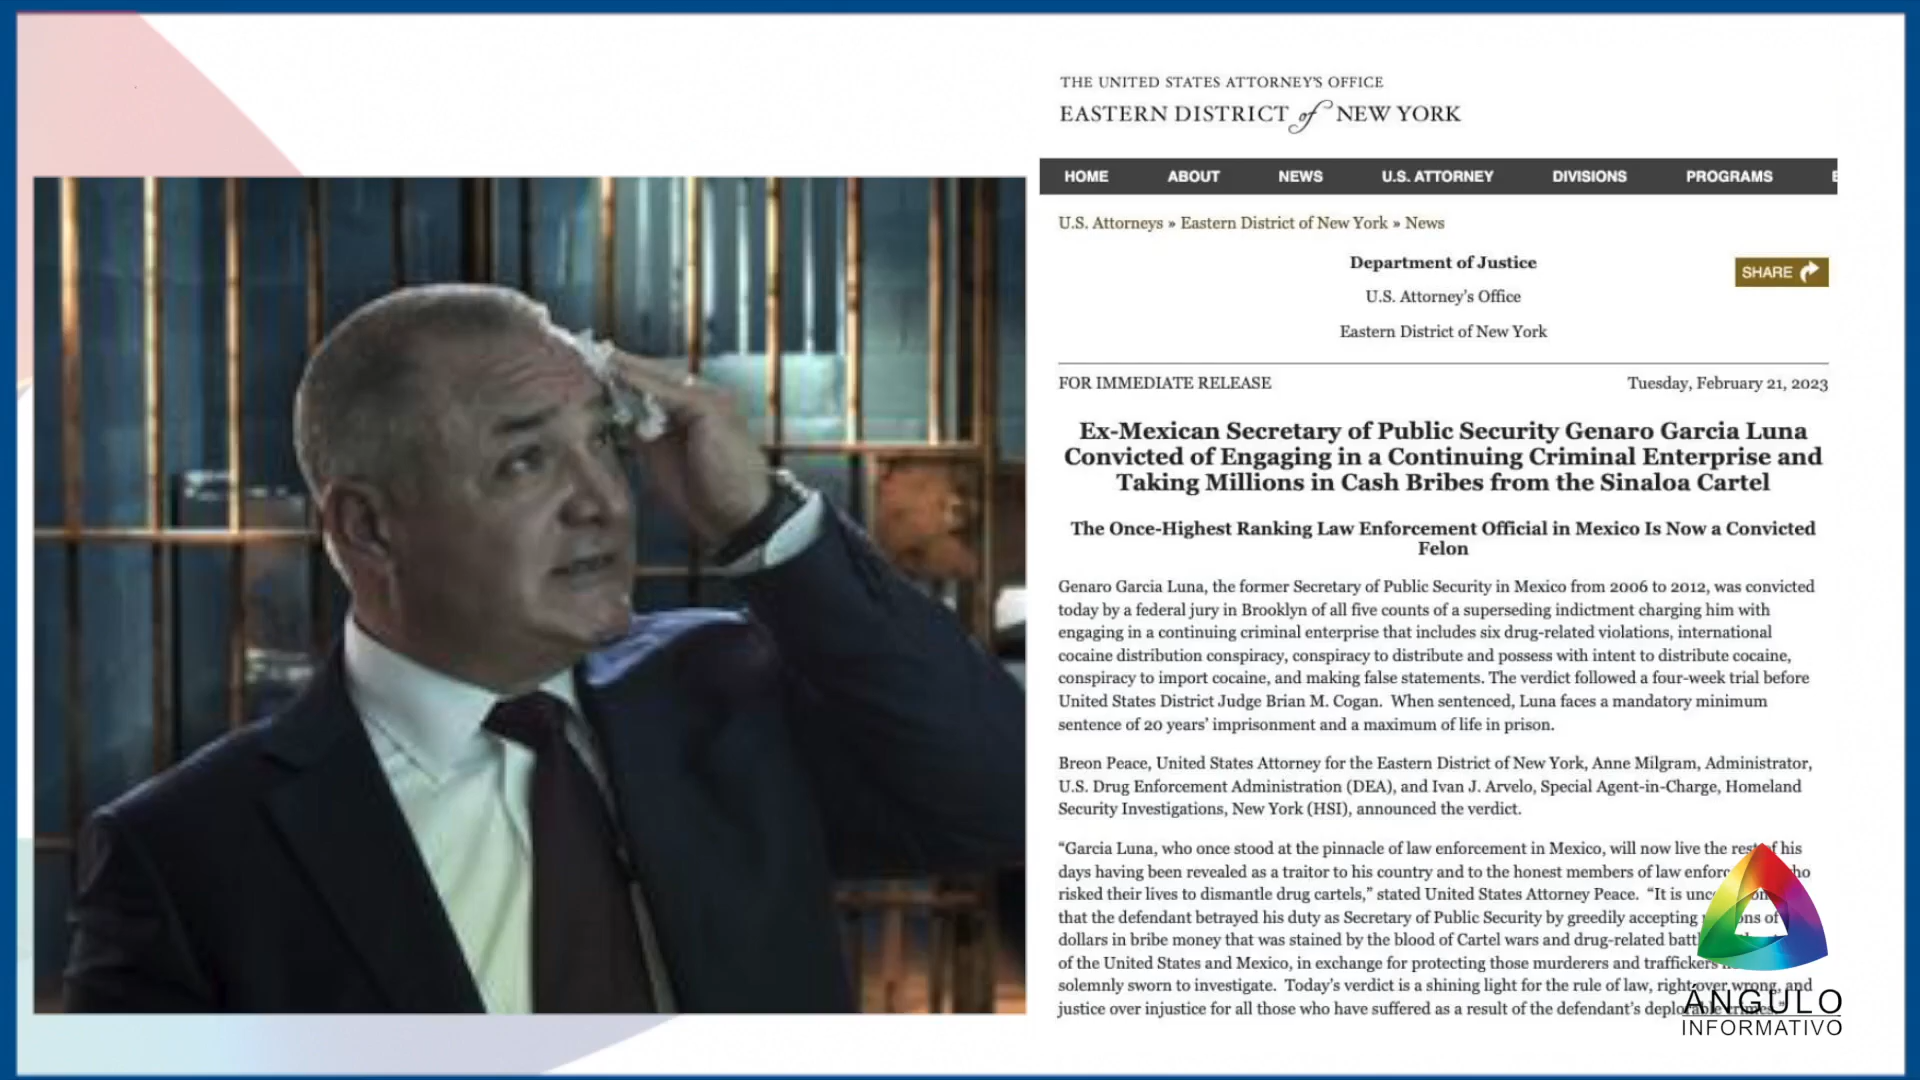 THE UNITED STATES ATTORNEY'S OFFICE
EASTERN DISTRICT of NEW YORK
HOME ABOUT NEWS U.S. ATTORNEY DIVISIONS PROGRAMS
U.S. Attorneys » Eastern District of New York » News
Department of Justice
SHARE
U.S. Attorney's Office
Eastern District of New York
FOR IMMEDIATE RELEASE Tuesday, February 21, 2023
Ex-Mexican Secretary of Public Security Genaro Garcia Luna
Convicted of Engaging in a Continuing Criminal Enterprise and
Taking Millions in Cash Bribes from the Sinaloa Cartel
The Once-Highest Ranking Law Enforcement Official in Mexico Is Now a Convicted
Felon
Genaro Garcia Luna, the former Secretary of Public Security in Mexico from 2006 to 2012, was convicted
today by a federal jury in Brooklyn of all five counts of a superseding indictment charging him with
engaging in a continuing criminal enterprise that includes six drug-related violations, international
cocaine distribution conspiracy, conspiracy to distribute and possess with intent to distribute cocaine,
conspiracy to import cocaine, and making false statements. The verdict followed a four-week trial before
United States District Judge Brian M. Cogan. When sentenced, Luna faces a mandatory minimum
sentence of 20 years' imprisonment and a maximum of life in prison.
Breon Peace, United States Attorney for the Eastern District of New York, Anne Milgram, Administrator,
U.S. Drug Enforcement Administration (DEA), and Ivan J. Arvelo, Special Agent-in-Charge, Homeland
Security Investigations, New York (HSI), announced the verdict.
"Garcia Luna, who once stood at the pinnacle of law enforcement in Mexico, will now live the rest of his
days having been revealed as a traitor to his country and to the honest members of law
risked their lives to dismantle drug cartels," stated United States Attorney Peace. "It is
that the defendant betrayed his duty as Secretary of Public Security by greedily accepting of
dollars in bribe money that was stained by the blood of Cartel wars and drug-related
of the United States and Mexico, in exchange for protecting those murderers and traffickers
solemnly sworn to investigate. Today's verdict is a shining light for the rule of law, right over wrong, and
justice over injustice for all those who have suffered as a result of the defendant's deplorable crimes."
ÁNGULO
INFORMATIVO